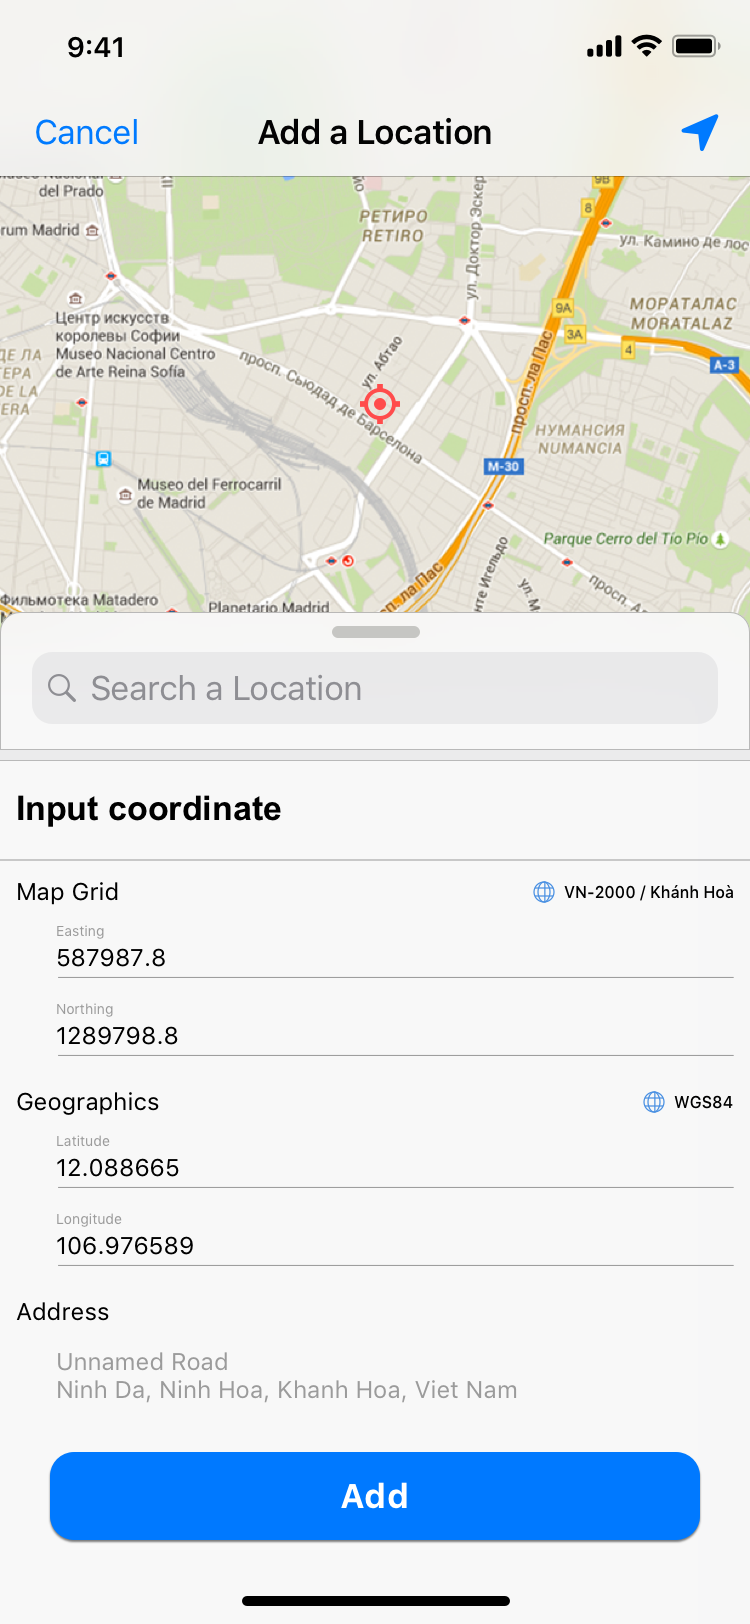 9:41
Cancel
Add a Location
del Prado
rum Madrid
РЕТИРО
RETIRO
ул. Доктор Эскер
9B
8
ул. Камино де лос
9A
3A
4
МОРАТАЛАС
MORATALAZ
A-3
Центр искусств
королевы Софии
Museo Nacional Centro
de Arte Reina Sofía
ДЕ ЛА
DE LA
ERA
ул. Абтао
просп. Сьюдад де Барселона
просп. ла Пас
НУМАНСИЯ
NUMANCIA
M-30
Museo del Ferrocarril
de Madrid
Parque Cerro del Tío Pío
Фильмотека Matadero
Planetario Madrid
Search a Location
Input coordinate
Map Grid
VN-2000 / Khánh Hoà
Easting
587987.8
Northing
1289798.8
Geographics
WGS84
Latitude
12.088665
Longitude
106.976589
Address
Unnamed Road
Ninh Da, Ninh Hoa, Khanh Hoa, Viet Nam
Add